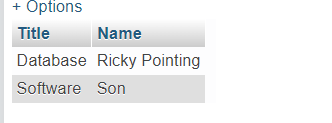 + Options
Title Name
Database Ricky Pointing
Software Son